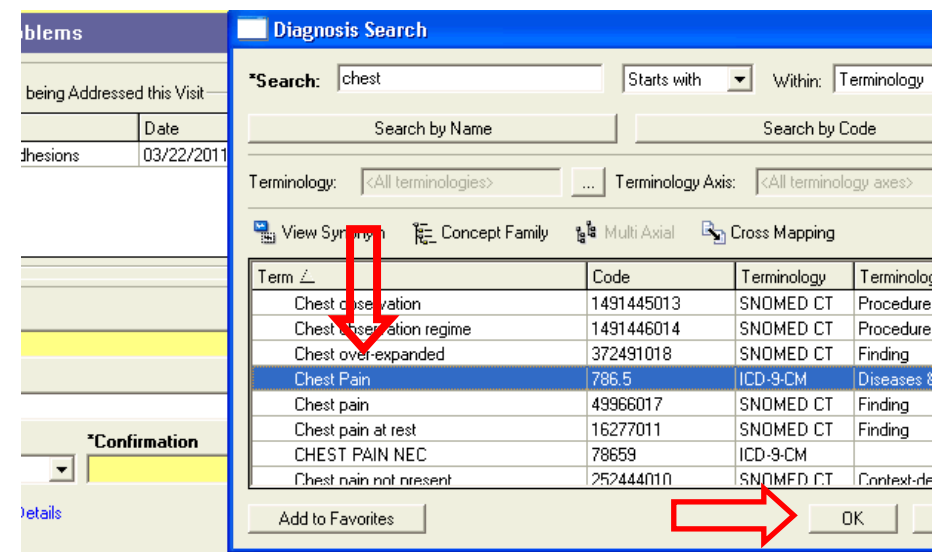 blems
Diagnosis Search
*Search: chest Starts with Within: Terminology
being Addressed this Visit
Date
Search by Name Search by Code
dhesions 03/22/2011
Terminology: <All terminologies> ... Terminology Axis: <All terminology axes>
View Synonym Concept Family Multi Axial Cross Mapping
Term Code Terminology Terminolog
Chest observation 1491445013 SNOMED CT Procedure
Chest observation regime 1491446014 SNOMED CT Procedure
Chest over-expanded 372491018 SNOMED CT Finding
Chest Pain 786.5 ICD-9-CM Diseases &
Chest pain 49966017 SNOMED CT Finding
Chest pain at rest 16277011 SNOMED CT Finding
*Confirmation
CHEST PAIN NEC 78659 ICD-9-CM
Chest pain not present 252444010 SNOMED CT Context-de
Details
Add to Favorites OK